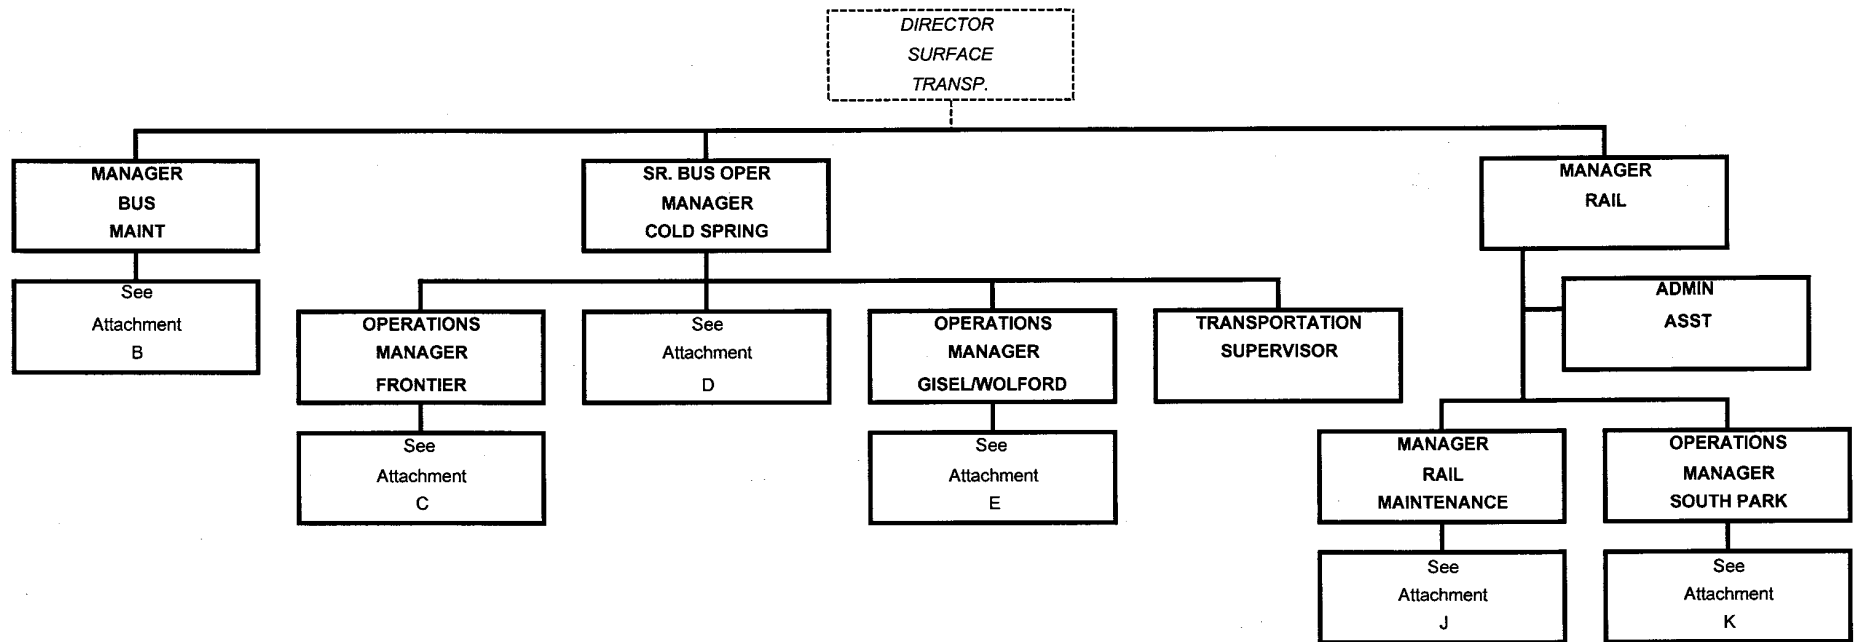 DIRECTOR
SURFACE
TRANSP.
MANAGER
BUS
MAINT
SR. BUS OPER
MANAGER
COLD SPRING
MANAGER
RAIL
See
Attachment
B
OPERATIONS
MANAGER
FRONTIER
See
Attachment
D
OPERATIONS
MANAGER
GISEL/WOLFORD
TRANSPORTATION
SUPERVISOR
ADMIN
ASST
See
Attachment
C
See
Attachment
E
MANAGER
RAIL
MAINTENANCE
OPERATIONS
MANAGER
SOUTH PARK
See
Attachment
J
See
Attachment
K